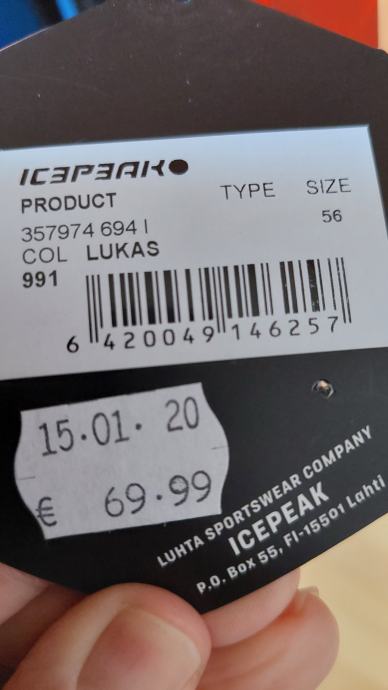 ICEPEAK
PRODUCT TYPE SIZE
357974 694 I 56
COL LUKAS
991
6 420049 146257
15.01. 20
€ 69.99
LUHTA SPORTSWEAR COMPANY
ICEPEAK
P.O. Box 55, FI-15501 Lahti